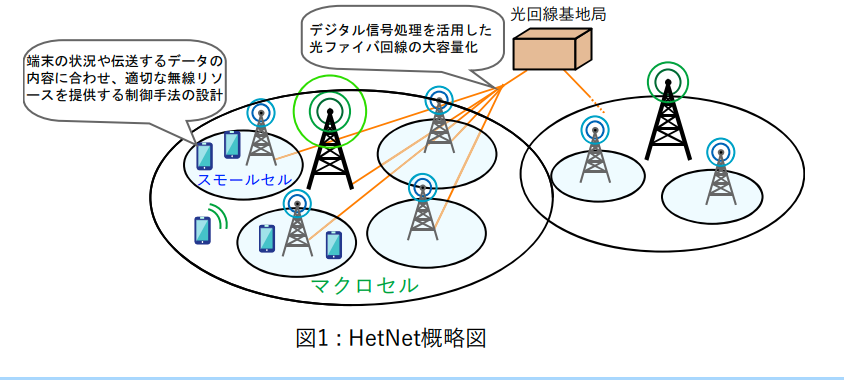 光回線基地局
デジタル信号処理を活用した
光ファイバ回線の大容量化
端末の状況や伝送するデータの
内容に合わせ、適切な無線リソ
ースを提供する制御手法の設計
スモールセル
マクロセル
図1 : HetNet概略図